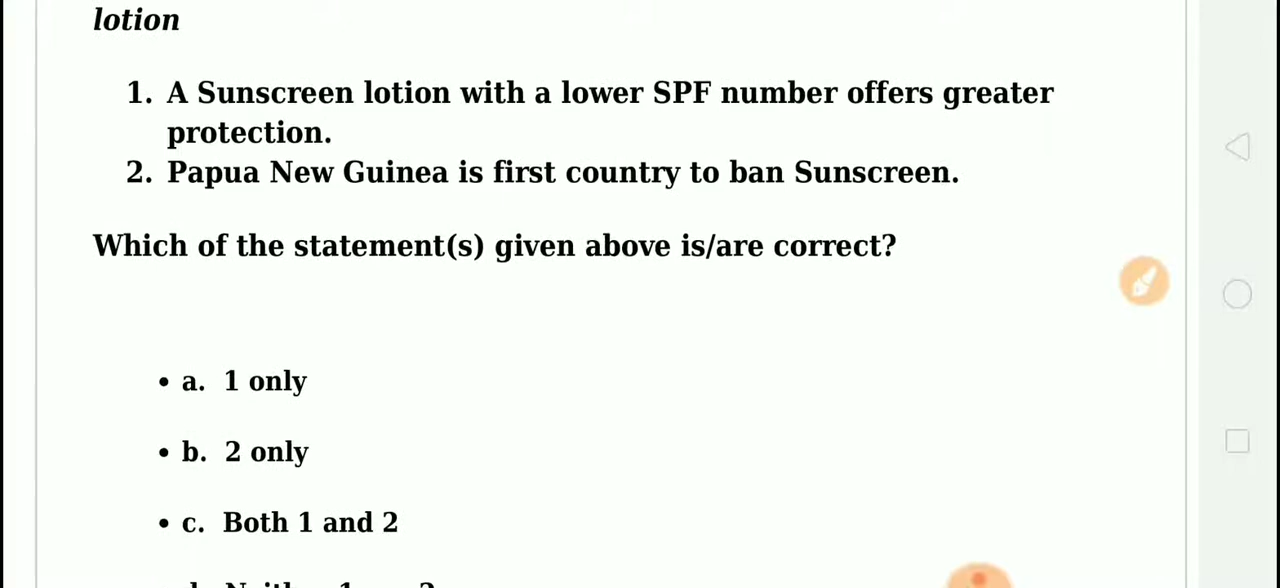 lotion
1. A Sunscreen lotion with a lower SPF number offers greater
protection.
2. Papua New Guinea is first country to ban Sunscreen.
Which of the statement(s) given above is/are correct?
• a. 1 only
• b. 2 only
• c. Both 1 and 2